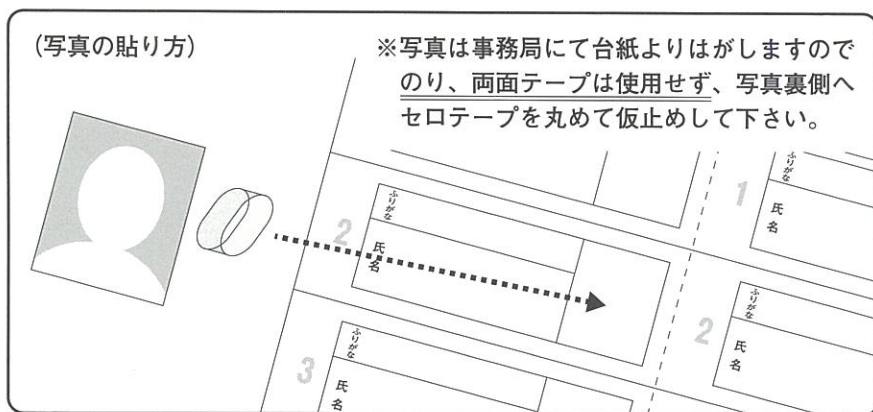 (写真の貼り方)
※写真は事務局にて台紙よりはがしますので
のり、両面テープは使用せず、写真裏側へ
セロテープを丸めて仮止めして下さい。
1
ふりがな
氏名
2
ふりがな
氏名
2
ふりがな
氏名
3
ふりがな
氏名